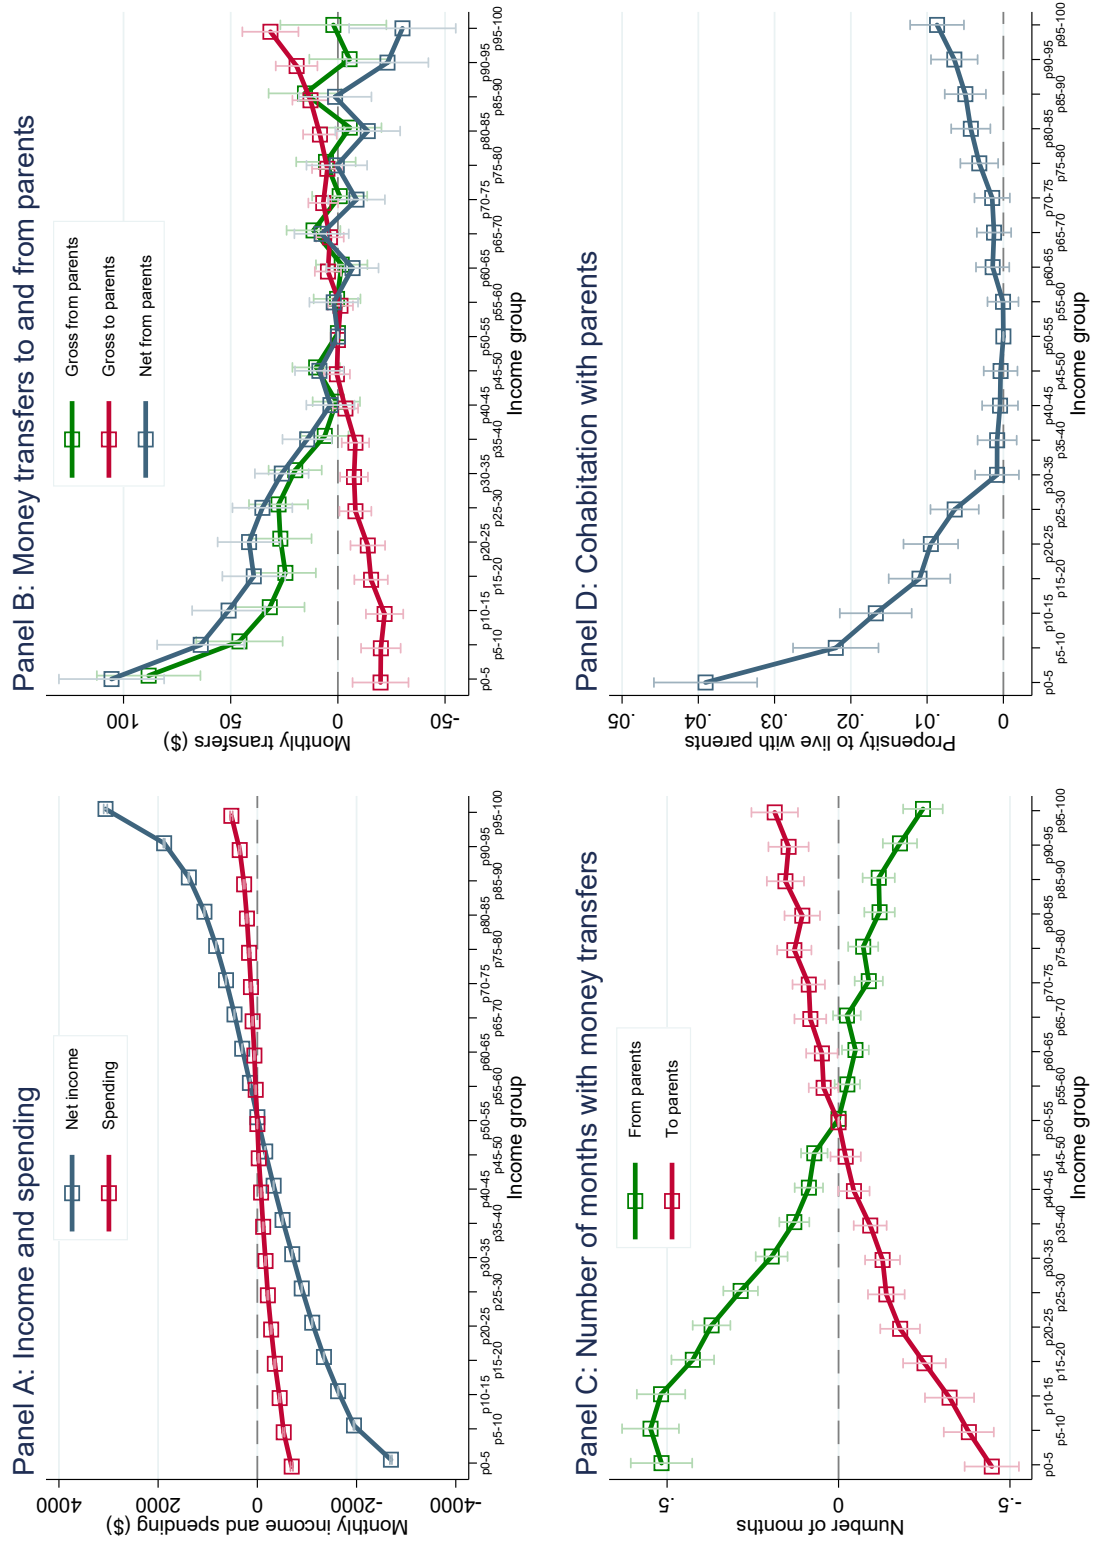 Panel A: Income and spending
Net income
Spending
Monthly income and spending ($)
4000
2000
0
-2000
-4000
p0-5 p5-10 p10-15 p15-20 p20-25 p25-30 p30-35 p35-40 p40-45 p45-50 p50-55 p55-60 p60-65 p65-70 p70-75 p75-80 p80-85 p85-90 p90-95 p95-100
Income group
Panel B: Money transfers to and from parents
Gross from parents
Gross to parents
Net from parents
Monthly transfers ($)
100
50
0
-50
p0-5 p5-10 p10-15 p15-20 p20-25 p25-30 p30-35 p35-40 p40-45 p45-50 p50-55 p55-60 p60-65 p65-70 p70-75 p75-80 p80-85 p85-90 p90-95 p95-100
Income group
Panel C: Number of months with money transfers
From parents
To parents
Number of months
.5
0
-.5
p0-5 p5-10 p10-15 p15-20 p20-25 p25-30 p30-35 p35-40 p40-45 p45-50 p50-55 p55-60 p60-65 p65-70 p70-75 p75-80 p80-85 p85-90 p90-95 p95-100
Income group
Panel D: Cohabitation with parents
Propensity to live with parents
.05
.04
.03
.02
.01
0
p0-5 p5-10 p10-15 p15-20 p20-25 p25-30 p30-35 p35-40 p40-45 p45-50 p50-55 p55-60 p60-65 p65-70 p70-75 p75-80 p80-85 p85-90 p90-95 p95-100
Income group